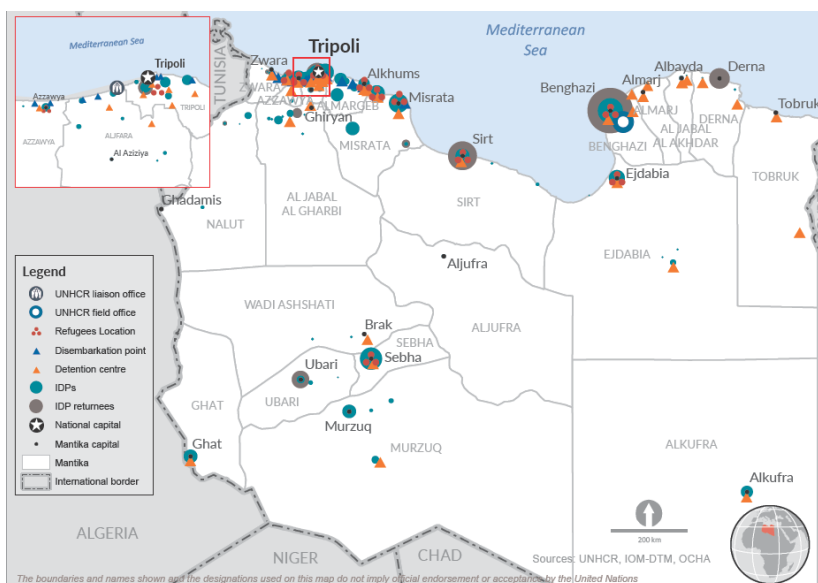 Mediterranean Sea
Tripoli
Azzawya
TRIPOLI
AZZAWYA
ALJFARA
Al Aziziya
Mediterranean
Sea
Tripoli
Zwara
TUNISIA
ZWARA
AZZAWYA
Alkhums
ALMARGEB
Misrata
Ghiryan
MISRATA
Benghazi
Almarj
Albayda
Derna
ALMARJ
AL JABAL
AL AKHDAR
DERNA
BENGHAZI
Tobruk
TOBRUK
Sirt
SIRT
Ejdabia
EJDABIA
Ghadamis
NALUT
AL JABAL
AL GHARBI
Aljufra
ALJUFRA
WADI ASHSHATI
Brak
SEBHA
Sebha
Ubari
UBARI
GHAT
Ghat
Murzuq
MURZUQ
ALKUFRA
Alkufra
Legend
UNHCR liaison office
UNHCR field office
Refugees Location
Disembarkation point
Detention centre
IDPs
IDP returnees
National capital
Mantika capital
Mantika
International border
ALGERIA
NIGER
CHAD
200 km
Sources: UNHCR, IOM-DTM, OCHA
The boundaries and names shown and the designations used on this map do not imply official endorsement or acceptance by the United Nations